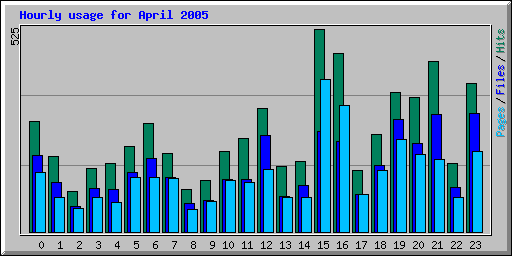 Hourly usage for April 2005
525
Pages / Files / Hits
0 1 2 3 4 5 6 7 8 9 10 11 12 13 14 15 16 17 18 19 20 21 22 23